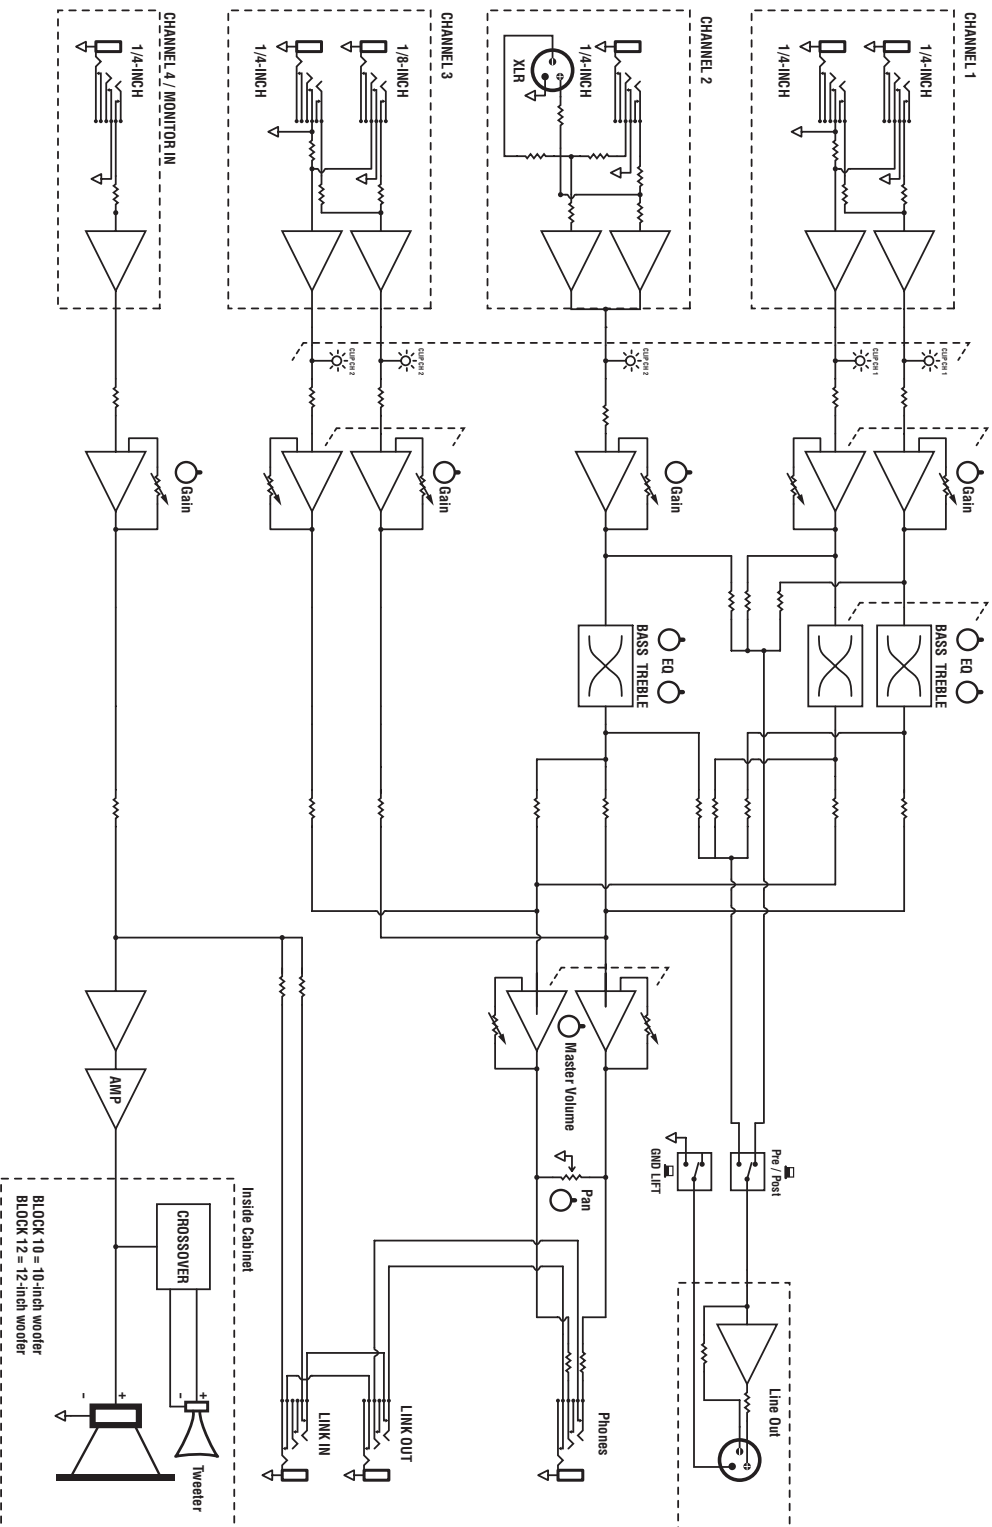 CHANNEL 1
1/4-INCH
1/4-INCH
CLIP CH 1
CLIP CH 1
Gain
EQ
BASS TREBLE
CHANNEL 2
1/4-INCH
XLR
CLIP CH 2
Gain
EQ
BASS TREBLE
CHANNEL 3
1/8-INCH
1/4-INCH
CLIP CH 2
CLIP CH 2
Gain
CHANNEL 4 / MONITOR IN
1/4-INCH
Gain
Master Volume
Pan
Pre / Post
GND LIFT
Line Out
Phones
LINK OUT
LINK IN
AMP
Inside Cabinet
CROSSOVER
Tweeter
+
-
+
-
BLOCK 10 = 10-inch woofer
BLOCK 12 = 12-inch woofer